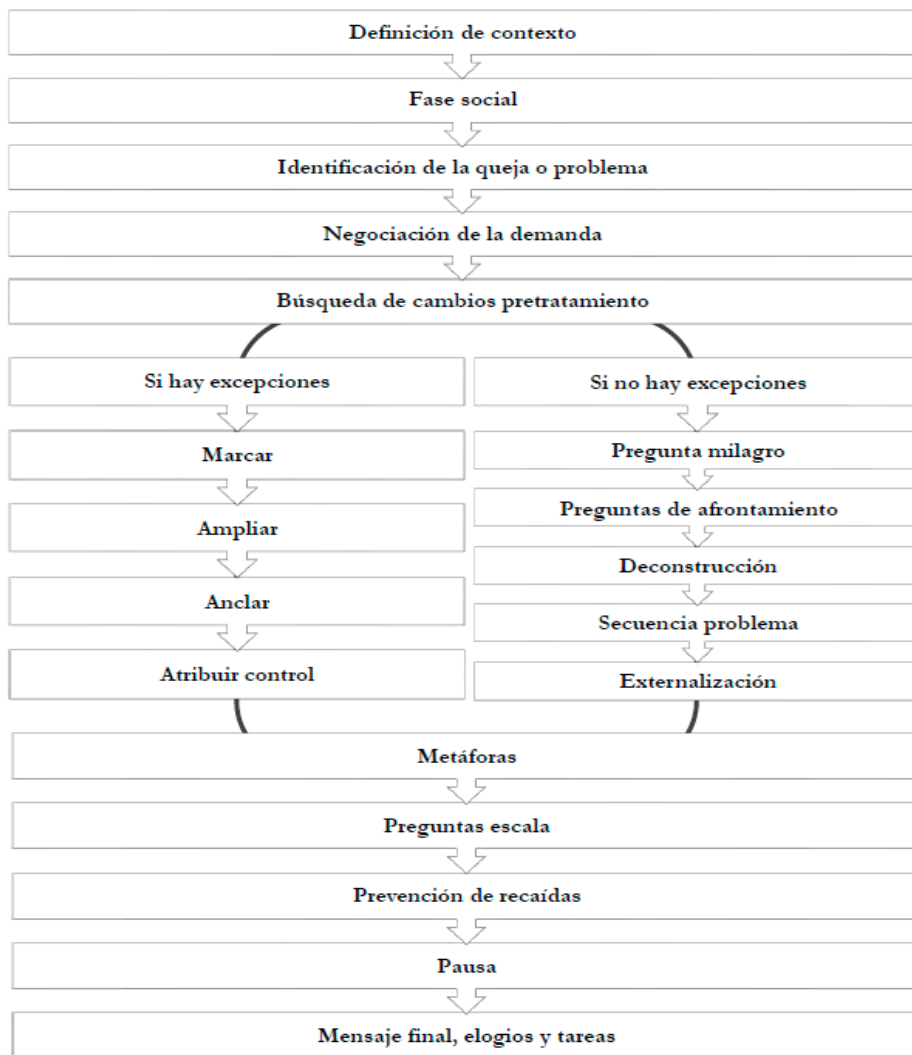 Definición de contexto
Fase social
Identificación de la queja o problema
Negociación de la demanda
Búsqueda de cambios pretratamiento
Si hay excepciones
Marcar
Ampliar
Anclar
Atribuir control
Si no hay excepciones
Pregunta milagro
Preguntas de afrontamiento
Deconstrucción
Secuencia problema
Externalización
Metáforas
Preguntas escala
Prevención de recaídas
Pausa
Mensaje final, elogios y tareas